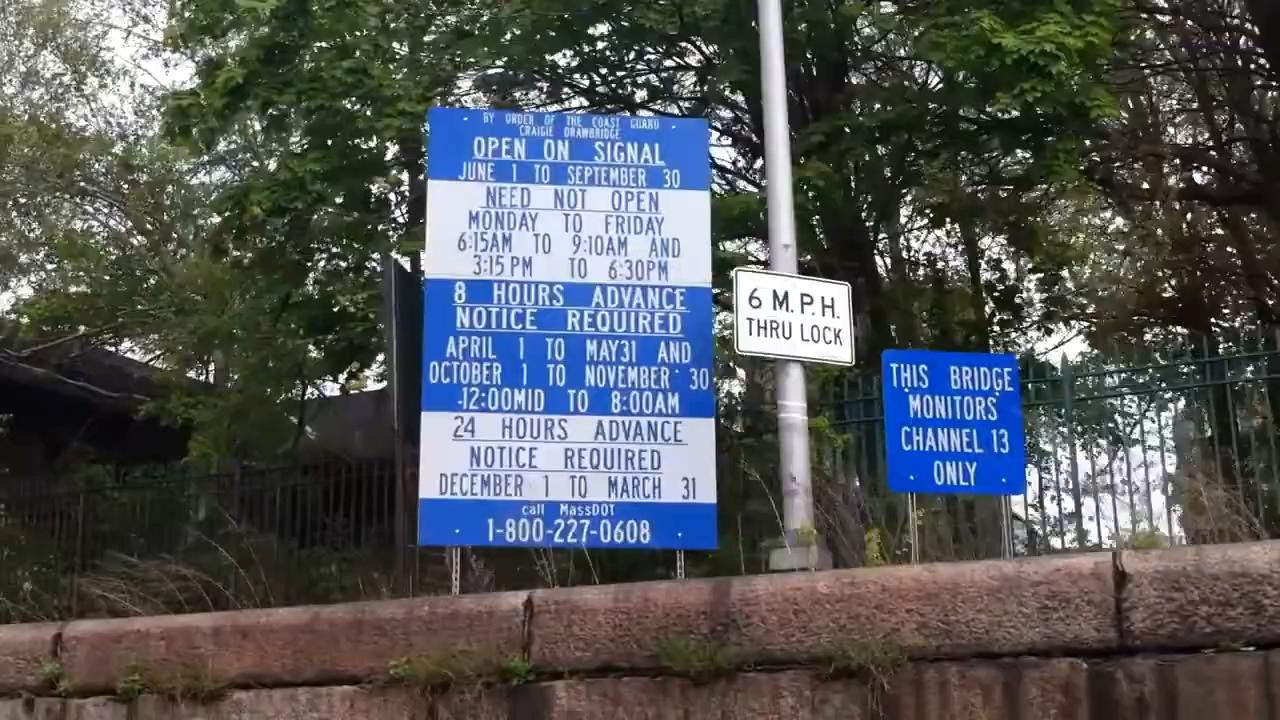 BY ORDER OF THE COAST GUARD
CRAIGIE DRAWBRIDGE
OPEN ON SIGNAL
JUNE 1 TO SEPTEMBER 30
NEED NOT OPEN
MONDAY TO FRIDAY
6:15AM TO 9:10AM AND
3:15PM TO 6:30PM
8 HOURS ADVANCE
NOTICE REQUIRED
APRIL 1 TO MAY31 AND
OCTOBER 1 TO NOVEMBER 30
12:00MID TO 8:00AM
24 HOURS ADVANCE
NOTICE REQUIRED
DECEMBER 1 TO MARCH 31
call MassDOT
1-800-227-0608
6 M.P.H.
THRU LOCK
THIS BRIDGE
MONITORS
CHANNEL 13
ONLY